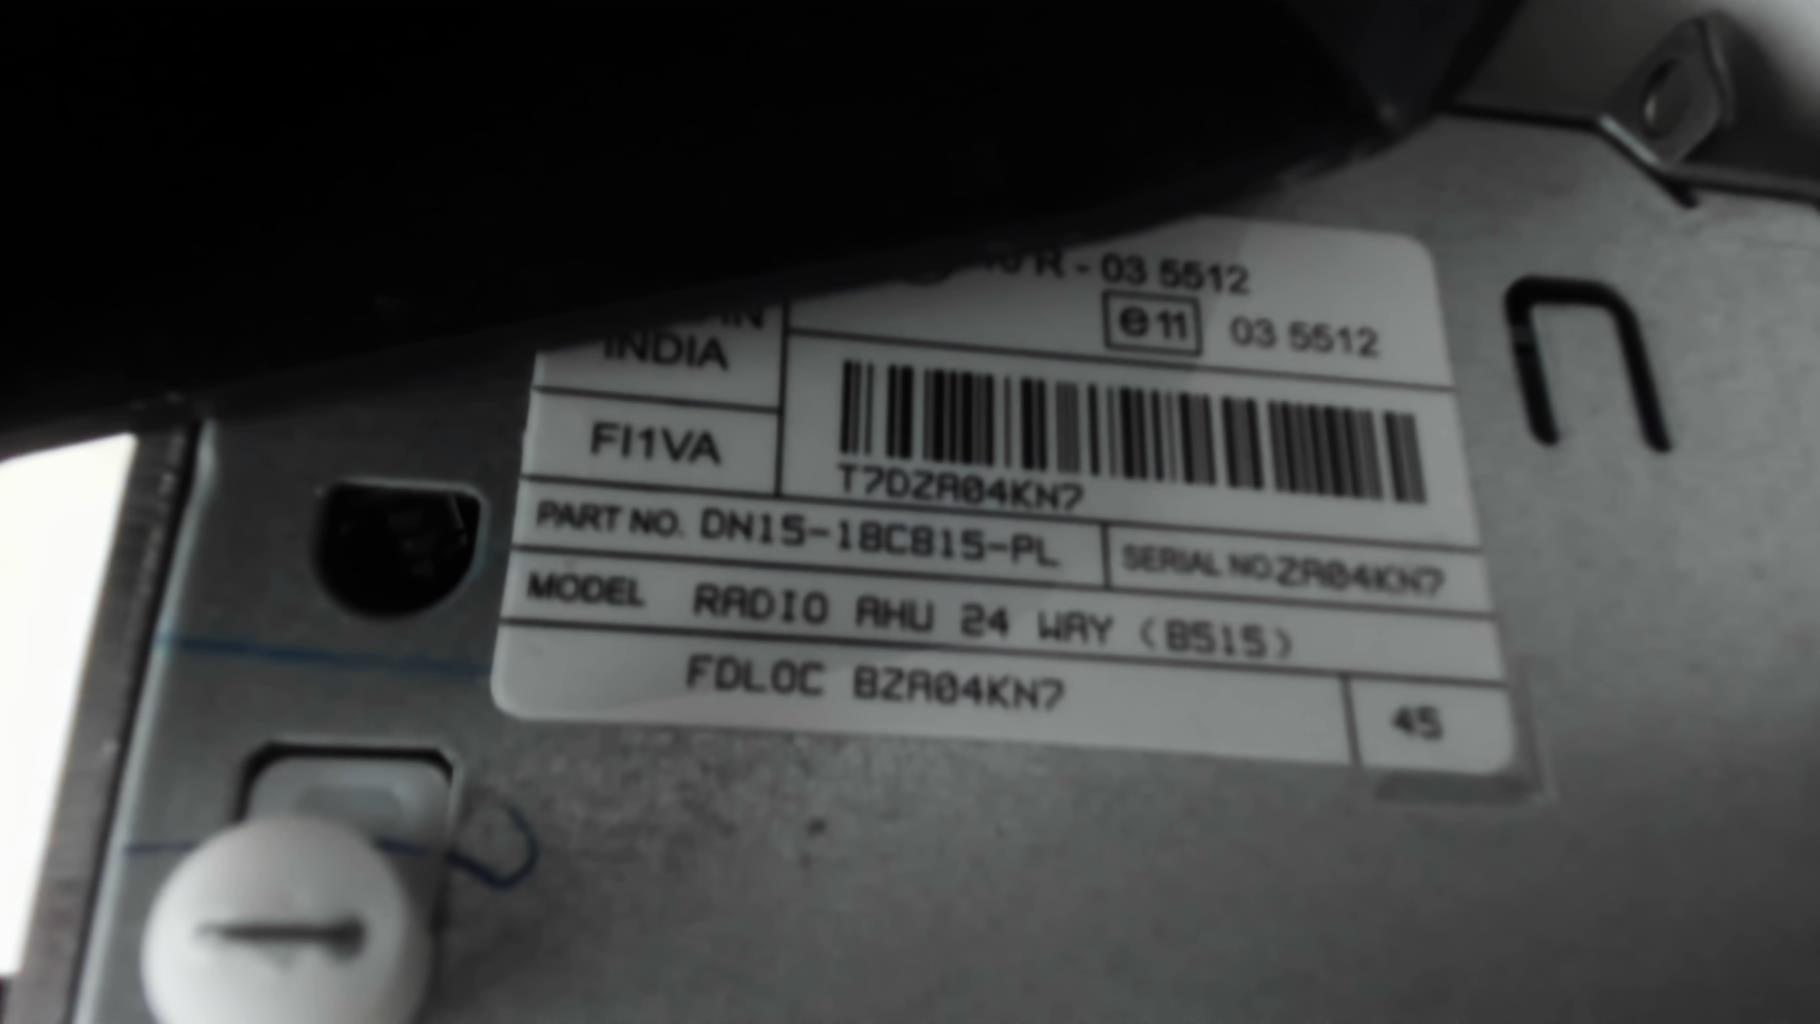 R - 03 5512
e11 03 5512
INDIA
FI1VA
T7DZA04KN7
PART NO. DN15-18C815-PL
SERIAL NO.ZA04KN7
MODEL RADIO AHU 24 WAY (B515)
FDLOC BZA04KN7
45